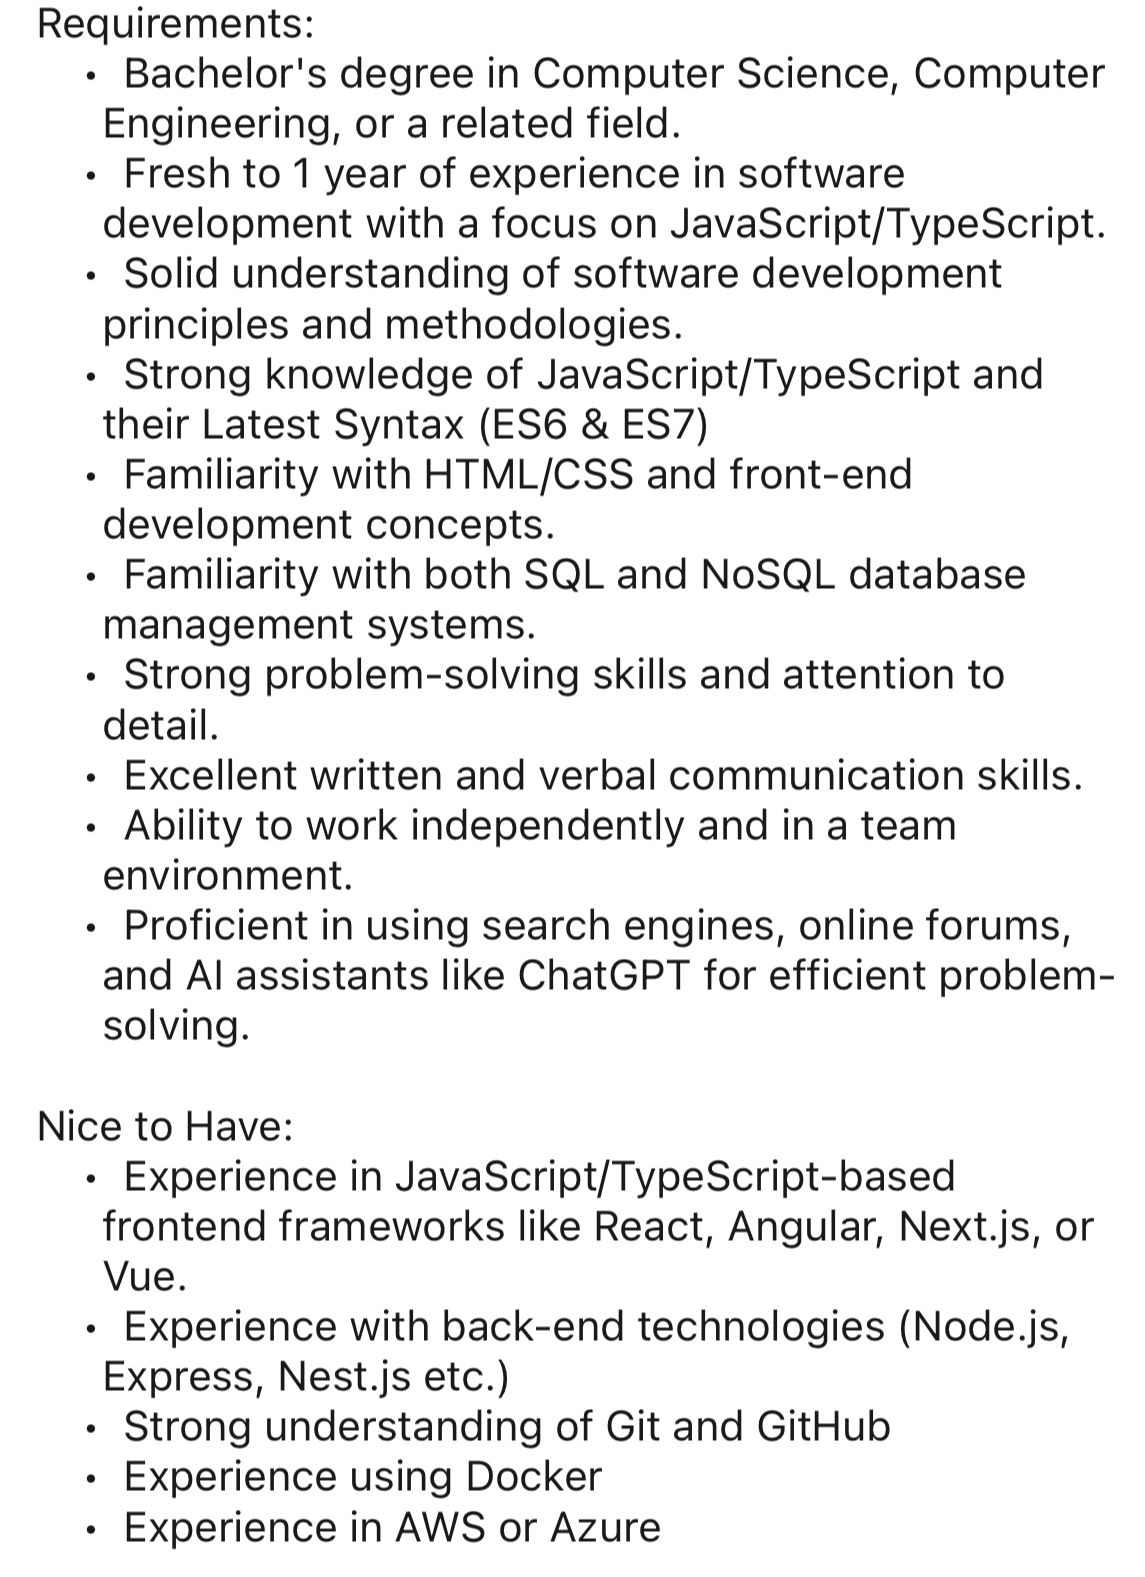 Requirements:
• Bachelor's degree in Computer Science, Computer
Engineering, or a related field.
• Fresh to 1 year of experience in software
development with a focus on JavaScript/TypeScript.
• Solid understanding of software development
principles and methodologies.
• Strong knowledge of JavaScript/TypeScript and
their Latest Syntax (ES6 & ES7)
• Familiarity with HTML/CSS and front-end
development concepts.
• Familiarity with both SQL and NoSQL database
management systems.
• Strong problem-solving skills and attention to
detail.
• Excellent written and verbal communication skills.
• Ability to work independently and in a team
environment.
• Proficient in using search engines, online forums,
and AI assistants like ChatGPT for efficient problem-
solving.
Nice to Have:
• Experience in JavaScript/TypeScript-based
frontend frameworks like React, Angular, Next.js, or
Vue.
• Experience with back-end technologies (Node.js,
Express, Nest.js etc.)
• Strong understanding of Git and GitHub
• Experience using Docker
• Experience in AWS or Azure